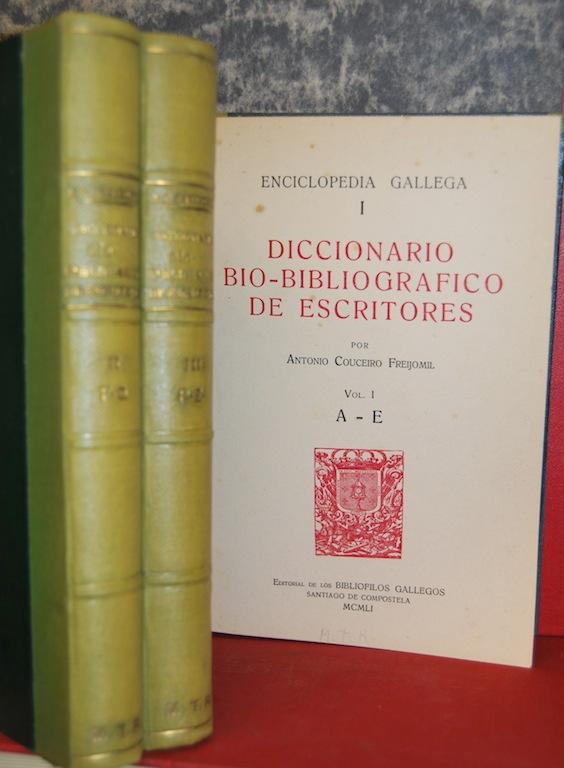 ENCICLOPEDIA GALLEGA
I
DICCIONARIO
BIO-BIBLIOGRAFICO
DE ESCRITORES
POR
ANTONIO COUCEIRO FREIJOMIL
VOL. I
A - E
EDITORIAL DE LOS BIBLIOFILOS GALLEGOS
SANTIAGO DE COMPOSTELA
MCMLI
M. T. R.
III
M. T. R.